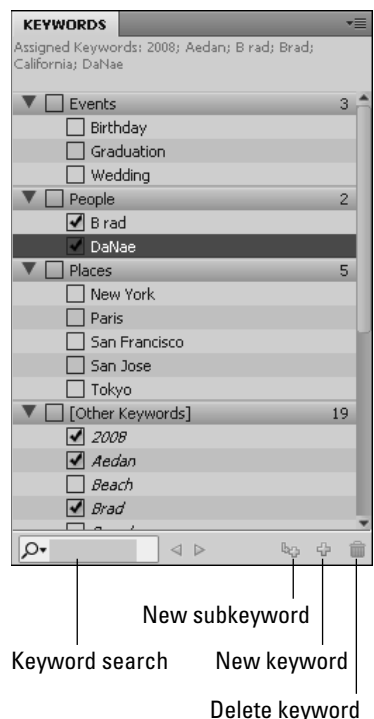 KEYWORDS
Assigned Keywords: 2008; Aedan; B rad; Brad;
California; DaNae
Events 3
Birthday
Graduation
Wedding
People 2
B rad
DaNae
Places 5
New York
Paris
San Francisco
San Jose
Tokyo
[Other Keywords] 19
2008
Aedan
Beach
Brad
New subkeyword
Keyword search New keyword
Delete keyword